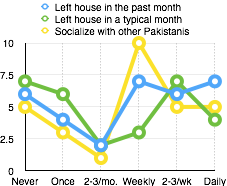 Left house in the past month
Left house in a typical month
Socialize with other Pakistanis
10
7.5
5
2.5
0
Never Once 2-3/mo. Weekly 2-3/wk Daily